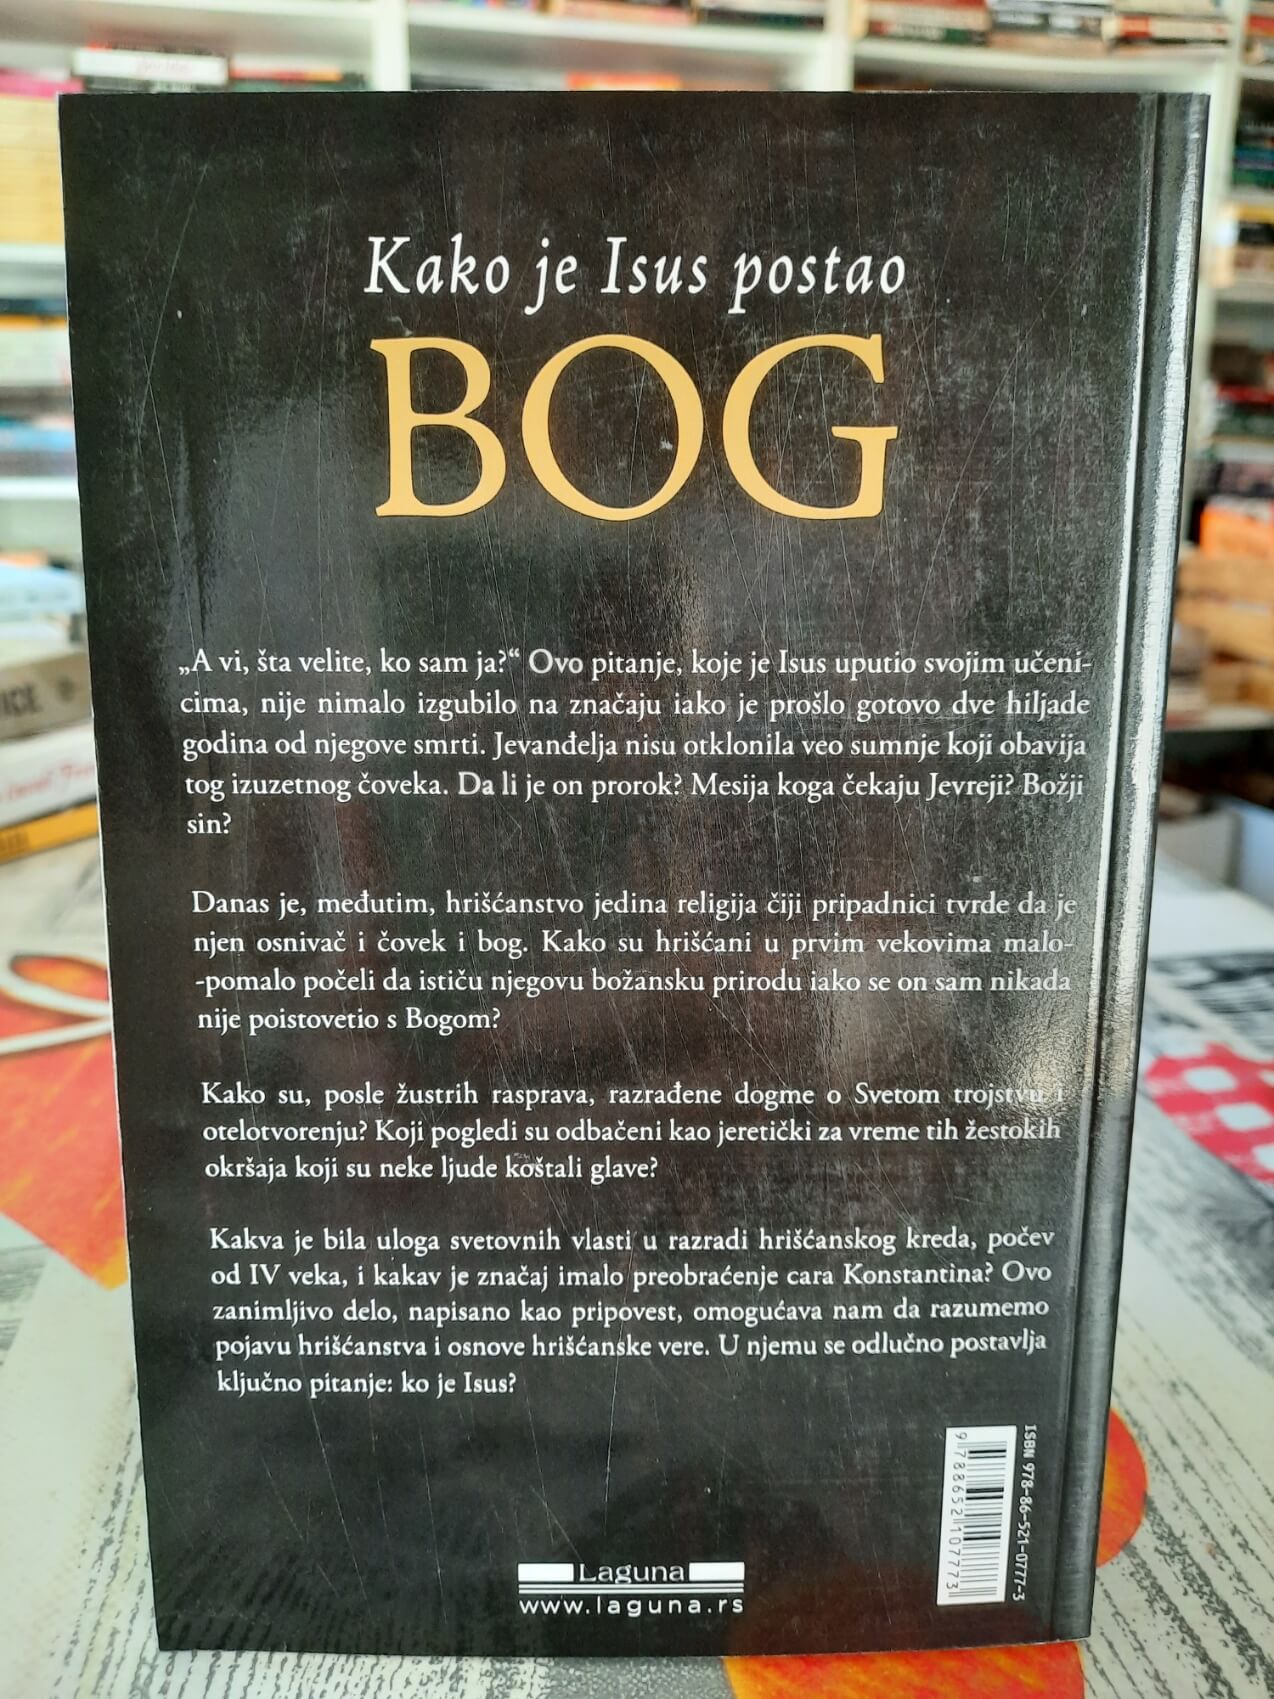 Kako je Isus postao
BOG
„A vi, šta velite, ko sam ja?“ Ovo pitanje, koje je Isus uputio svojim učeni-
cima, nije nimalo izgubilo na značaju iako je prošlo gotovo dve hiljade
godina od njegove smrti. Jevanđelja nisu otklonila veo sumnje koji obavija
tog izuzetnog čoveka. Da li je on prorok? Mesija koga čekaju Jevreji? Božji
sin?
Danas je, međutim, hrišćanstvo jedina religija čiji pripadnici tvrde da je
njen osnivač i čovek i bog. Kako su hrišćani u prvim vekovima malo-
-pomalo počeli da ističu njegovu božansku prirodu iako se on sam nikada
nije poistovetio s Bogom?
Kako su, posle žustrih rasprava, razrađene dogme o Svetom trojstvu i
otelotvorenju? Koji pogledi su odbačeni kao jeretički za vreme tih žestokih
okršaja koji su neke ljude koštali glave?
Kakva je bila uloga svetovnih vlasti u razradi hrišćanskog kreda, počev
od IV veka, i kakav je značaj imalo preobraćenje cara Konstantina? Ovo
zanimljivo delo, napisano kao pripovest, omogućava nam da razumemo
pojavu hrišćanstva i osnove hrišćanske vere. U njemu se odlučno postavlja
ključno pitanje: ko je Isus?
ISBN 978-86-521-0777-3
9788652107773
Laguna
www.laguna.rs